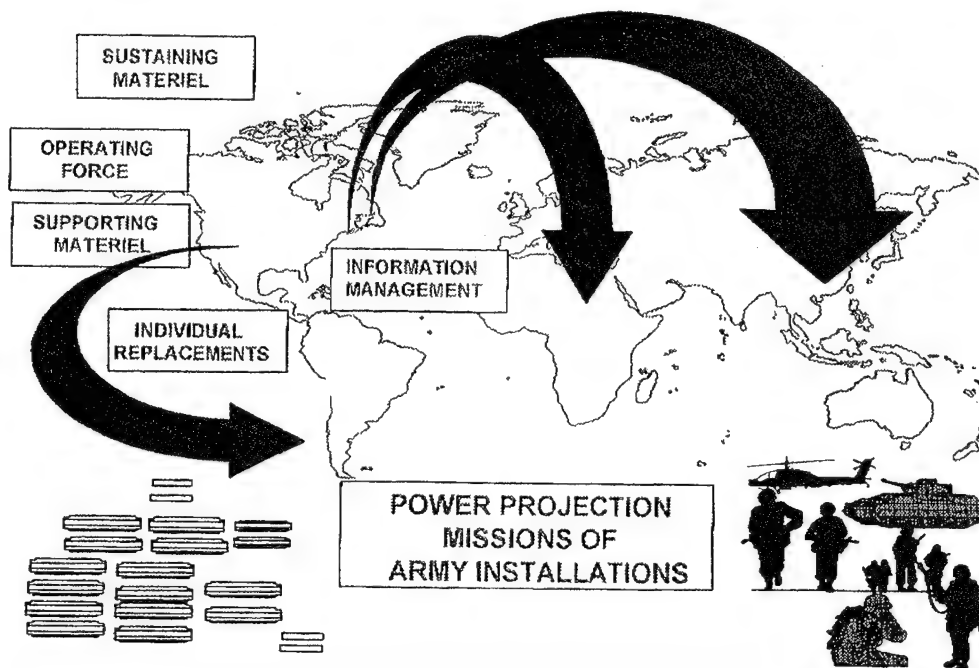 SUSTAINING
MATERIEL
OPERATING
FORCE
SUPPORTING
MATERIEL
INFORMATION
MANAGEMENT
INDIVIDUAL
REPLACEMENTS
POWER PROJECTION
MISSIONS OF
ARMY INSTALLATIONS